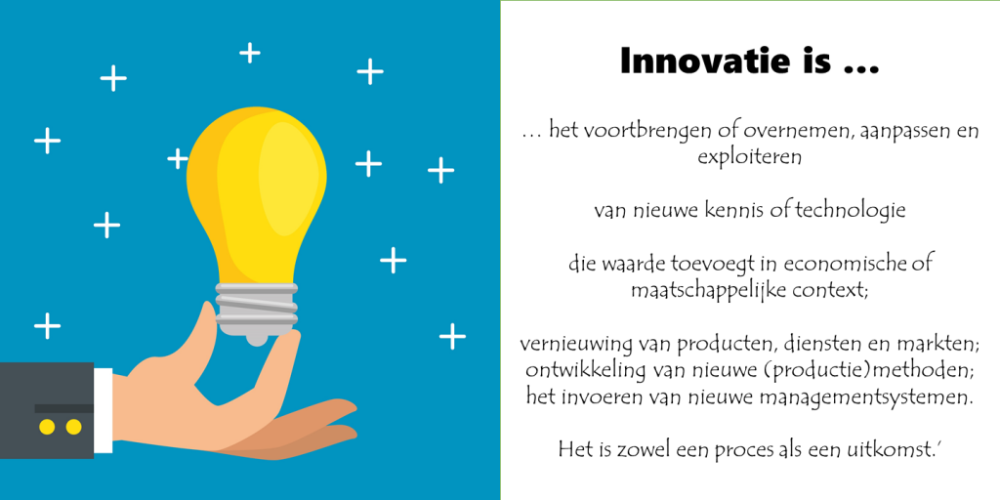 Innovatie is ...
... het voortbrengen of overnemen, aanpassen en
exploiteren
van nieuwe kennis of technologie
die waarde toevoegt in economische of
maatschappelijke context;
vernieuwing van producten, diensten en markten;
ontwikkeling van nieuwe (productie)methoden;
het invoeren van nieuwe managementsystemen.
Het is zowel een proces als een uitkomst.’